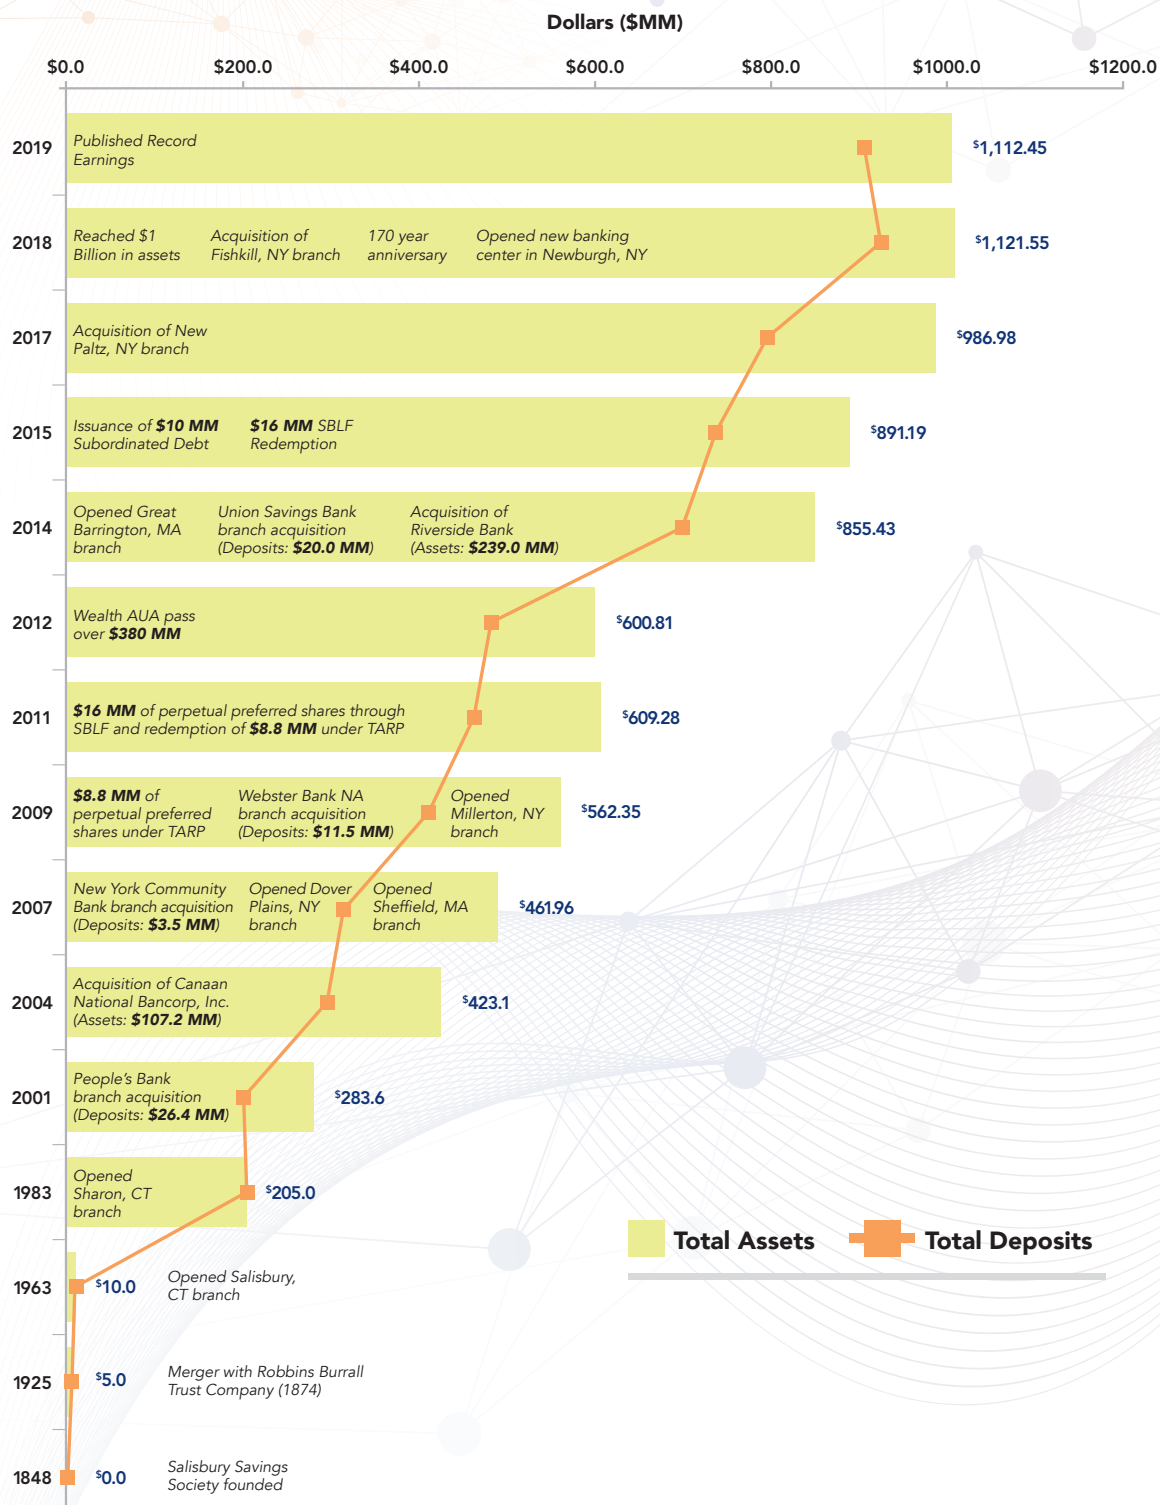 Dollars ($MM)
$0.0 $200.0 $400.0 $600.0 $800.0 $1000.0 $1200.0
2019
Published Record
Earnings
$1,112.45
2018
Reached $1
Billion in assets
Acquisition of
Fishkill, NY branch
170 year
anniversary
Opened new banking
center in Newburgh, NY
$1,121.55
2017
Acquisition of New
Paltz, NY branch
$986.98
2015
Issuance of $10 MM
Subordinated Debt
$16 MM SBLF
Redemption
$891.19
2014
Opened Great
Barrington, MA
branch
Union Savings Bank
branch acquisition
(Deposits: $20.0 MM)
Acquisition of
Riverside Bank
(Assets: $239.0 MM)
$855.43
2012
Wealth AUA pass
over $380 MM
$600.81
2011
$16 MM of perpetual preferred shares through
SBLF and redemption of $8.8 MM under TARP
$609.28
2009
$8.8 MM of
perpetual preferred
shares under TARP
Webster Bank NA
branch acquisition
(Deposits: $11.5 MM)
Opened
Millerton, NY
branch
$562.35
2007
New York Community
Bank branch acquisition
(Deposits: $3.5 MM)
Opened Dover
Plains, NY
branch
Opened
Sheffield, MA
branch
$461.96
2004
Acquisition of Canaan
National Bancorp, Inc.
(Assets: $107.2 MM)
$423.1
2001
People's Bank
branch acquisition
(Deposits: $26.4 MM)
$283.6
1983
Opened
Sharon, CT
branch
$205.0
Total Assets Total Deposits
1963
$10.0
Opened Salisbury,
CT branch
1925
$5.0
Merger with Robbins Burrall
Trust Company (1874)
1848
$0.0
Salisbury Savings
Society founded